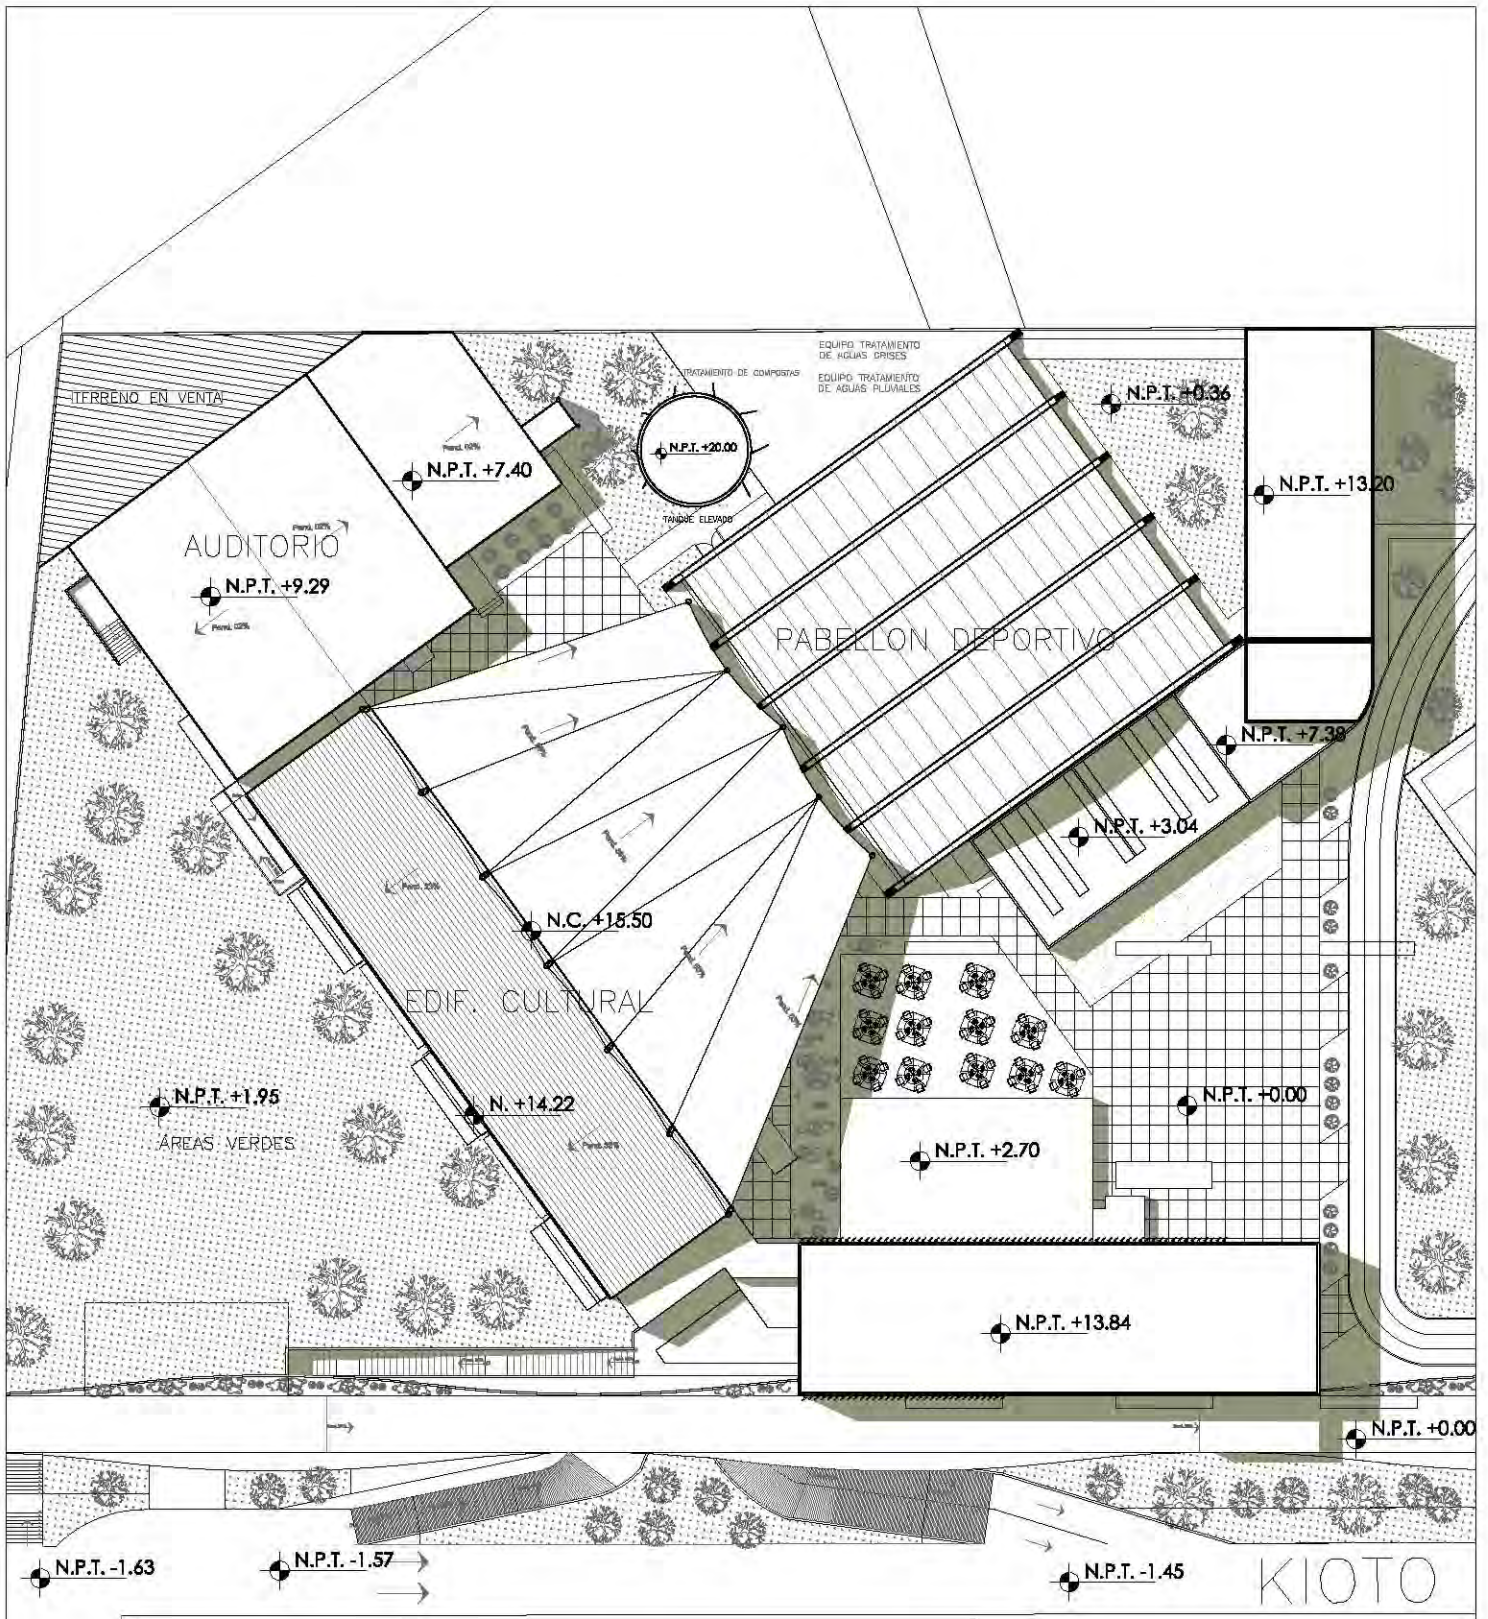 EQUIPO TRATAMIENTO
DE AGUAS GRISES
TRATAMIENTO DE COMPOSTAS
EQUIPO TRATAMIENTO
DE AGUAS PLUVIALES
TERRENO EN VENTA
N.P.T. +0.36
N.P.T. +20.00
N.P.T. +7.40
N.P.T. +13.20
TANQUE ELEVADO
AUDITORIO
N.P.T. +9.29
PABELLON DEPORTIVO
N.P.T. +7.38
N.P.T. +3.04
N.C. +15.50
EDIF. CULTURAL
N.P.T. +1.95
N. +14.22
N.P.T. +0.00
AREAS VERDES
N.P.T. +2.70
N.P.T. +13.84
N.P.T. +0.00
N.P.T. -1.63
N.P.T. -1.57
N.P.T. -1.45
KIOTO